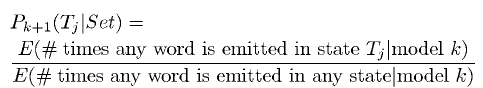 P_{k+1}(T_j|Set) =
E(# times any word is emitted in state T_j|model k)
E(# times any word is emitted in any state|model k)